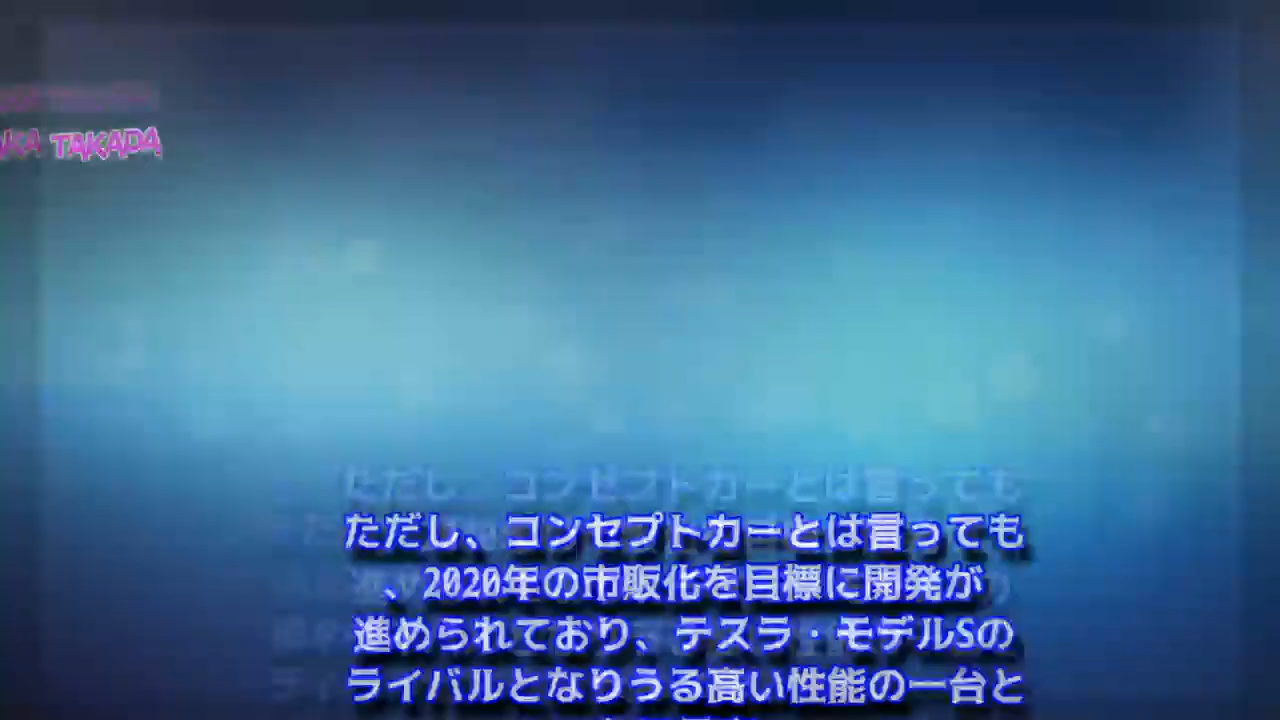 TAKADA
ただし、コンセプトカーとは言っても
、2020年の市販化を目標に開発が
進められており、テスラ・モデルSの
ライバルとなりうる高い性能の一台と